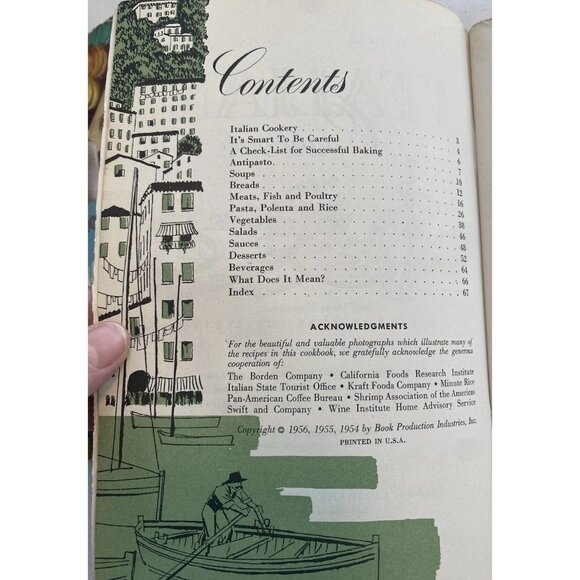 Contents
Italian Cookery . . . . . . . . . . . . . . . 3
It's Smart To Be Careful . . . . . . . . . . . . 4
A Check-List for Successful Baking . . . . . . . . . 6
Antipasto . . . . . . . . . . . . . . . . . 7
Soups . . . . . . . . . . . . . . . . . . 10
Breads . . . . . . . . . . . . . . . . . . 12
Meats, Fish and Poultry . . . . . . . . . . . . 16
Pasta, Polenta and Rice . . . . . . . . . . . . 26
Vegetables . . . . . . . . . . . . . . . . 38
Salads . . . . . . . . . . . . . . . . . . 46
Sauces . . . . . . . . . . . . . . . . . . 48
Desserts . . . . . . . . . . . . . . . . . 52
Beverages . . . . . . . . . . . . . . . . . 64
What Does It Mean? . . . . . . . . . . . . . 66
Index . . . . . . . . . . . . . . . . . . 67
ACKNOWLEDGMENTS
For the beautiful and valuable photographs which illustrate many of
the recipes in this cookbook, we gratefully acknowledge the generous
cooperation of:
The Borden Company • California Foods Research Institute
Italian State Tourist Office • Kraft Foods Company • Minute Rice
Pan-American Coffee Bureau • Shrimp Association of the Americas
Swift and Company • Wine Institute Home Advisory Service
Copyright © 1956, 1955, 1954 by Book Production Industries, Inc.
PRINTED IN U.S.A.